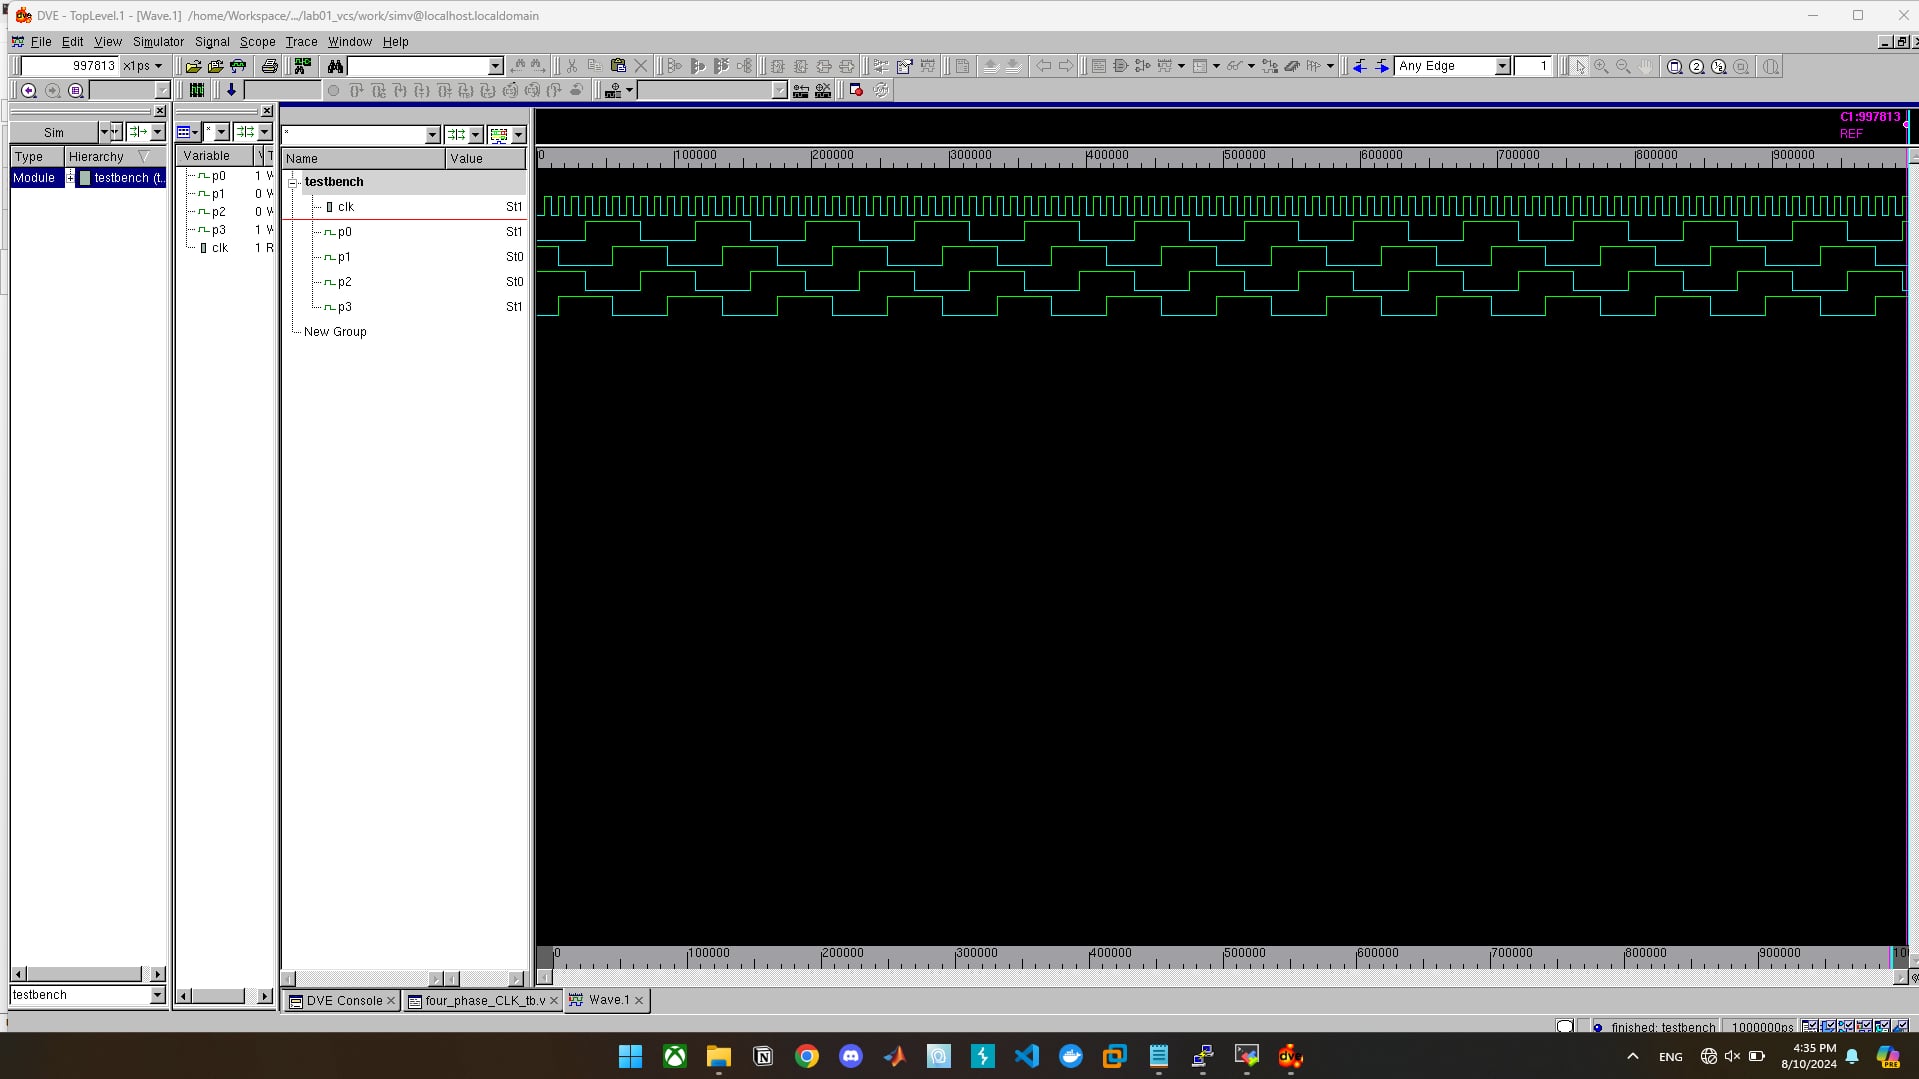 DVE - TopLevel.1 - [Wave.1] /home/Workspace/.../lab01_vcs/work/simv@localhost.localdomain
File Edit View Simulator Signal Scope Trace Window Help
997813 x1ps Any Edge 1
Sim
Type Hierarchy
Module testbench (t..
Variable
p0 1
p1 0
p2 0
p3 1
clk 1 R
*
*
Name Value
testbench
clk St1
p0 St1
p1 St0
p2 St0
p3 St1
New Group
C1:997813
REF
0 100000 200000 300000 400000 500000 600000 700000 800000 900000
0 100000 200000 300000 400000 500000 600000 700000 800000 900000 100
testbench
DVE Console four_phase_CLK_tb.v Wave.1
finished: testbench 1000000ps
dve
ENG
4:35 PM
8/10/2024
PRE